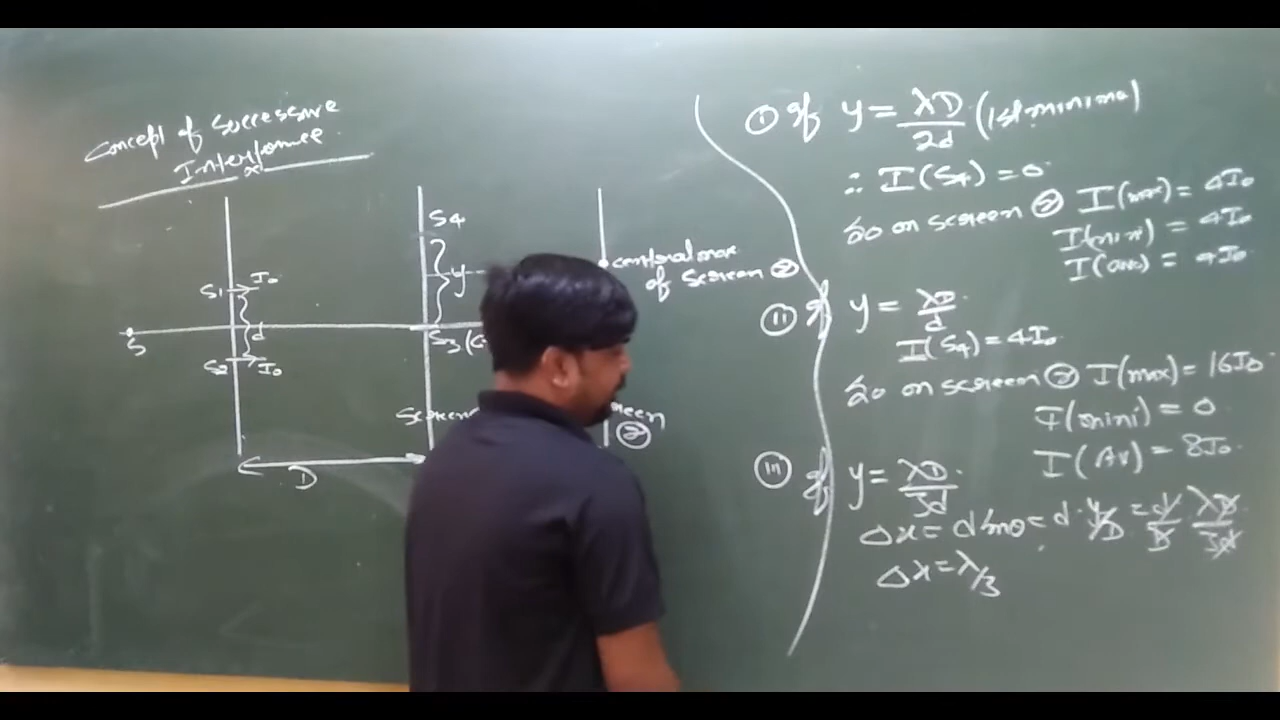 Concept of Successive
Interference
S4
I0
S1
y
central max
of Screen ②
S
d
S3 (
S2
I0
Screen
reen
②
D
① If y = λD/2d (1st minima)
∴ I(S4) = 0
So on screen ② I(max) = 4I0
I(mini) = 4I0
I(ave) = 4I0
(II) If y = λD/d
I(S4) = 4I0
So on screen ② I(max) = 16I0
I(mini) = 0
I(Av) = 8I0
(III) If y = λD/3d
Δx = d sinθ = d · y/D = d/D λD/3d
Δx = λ/3